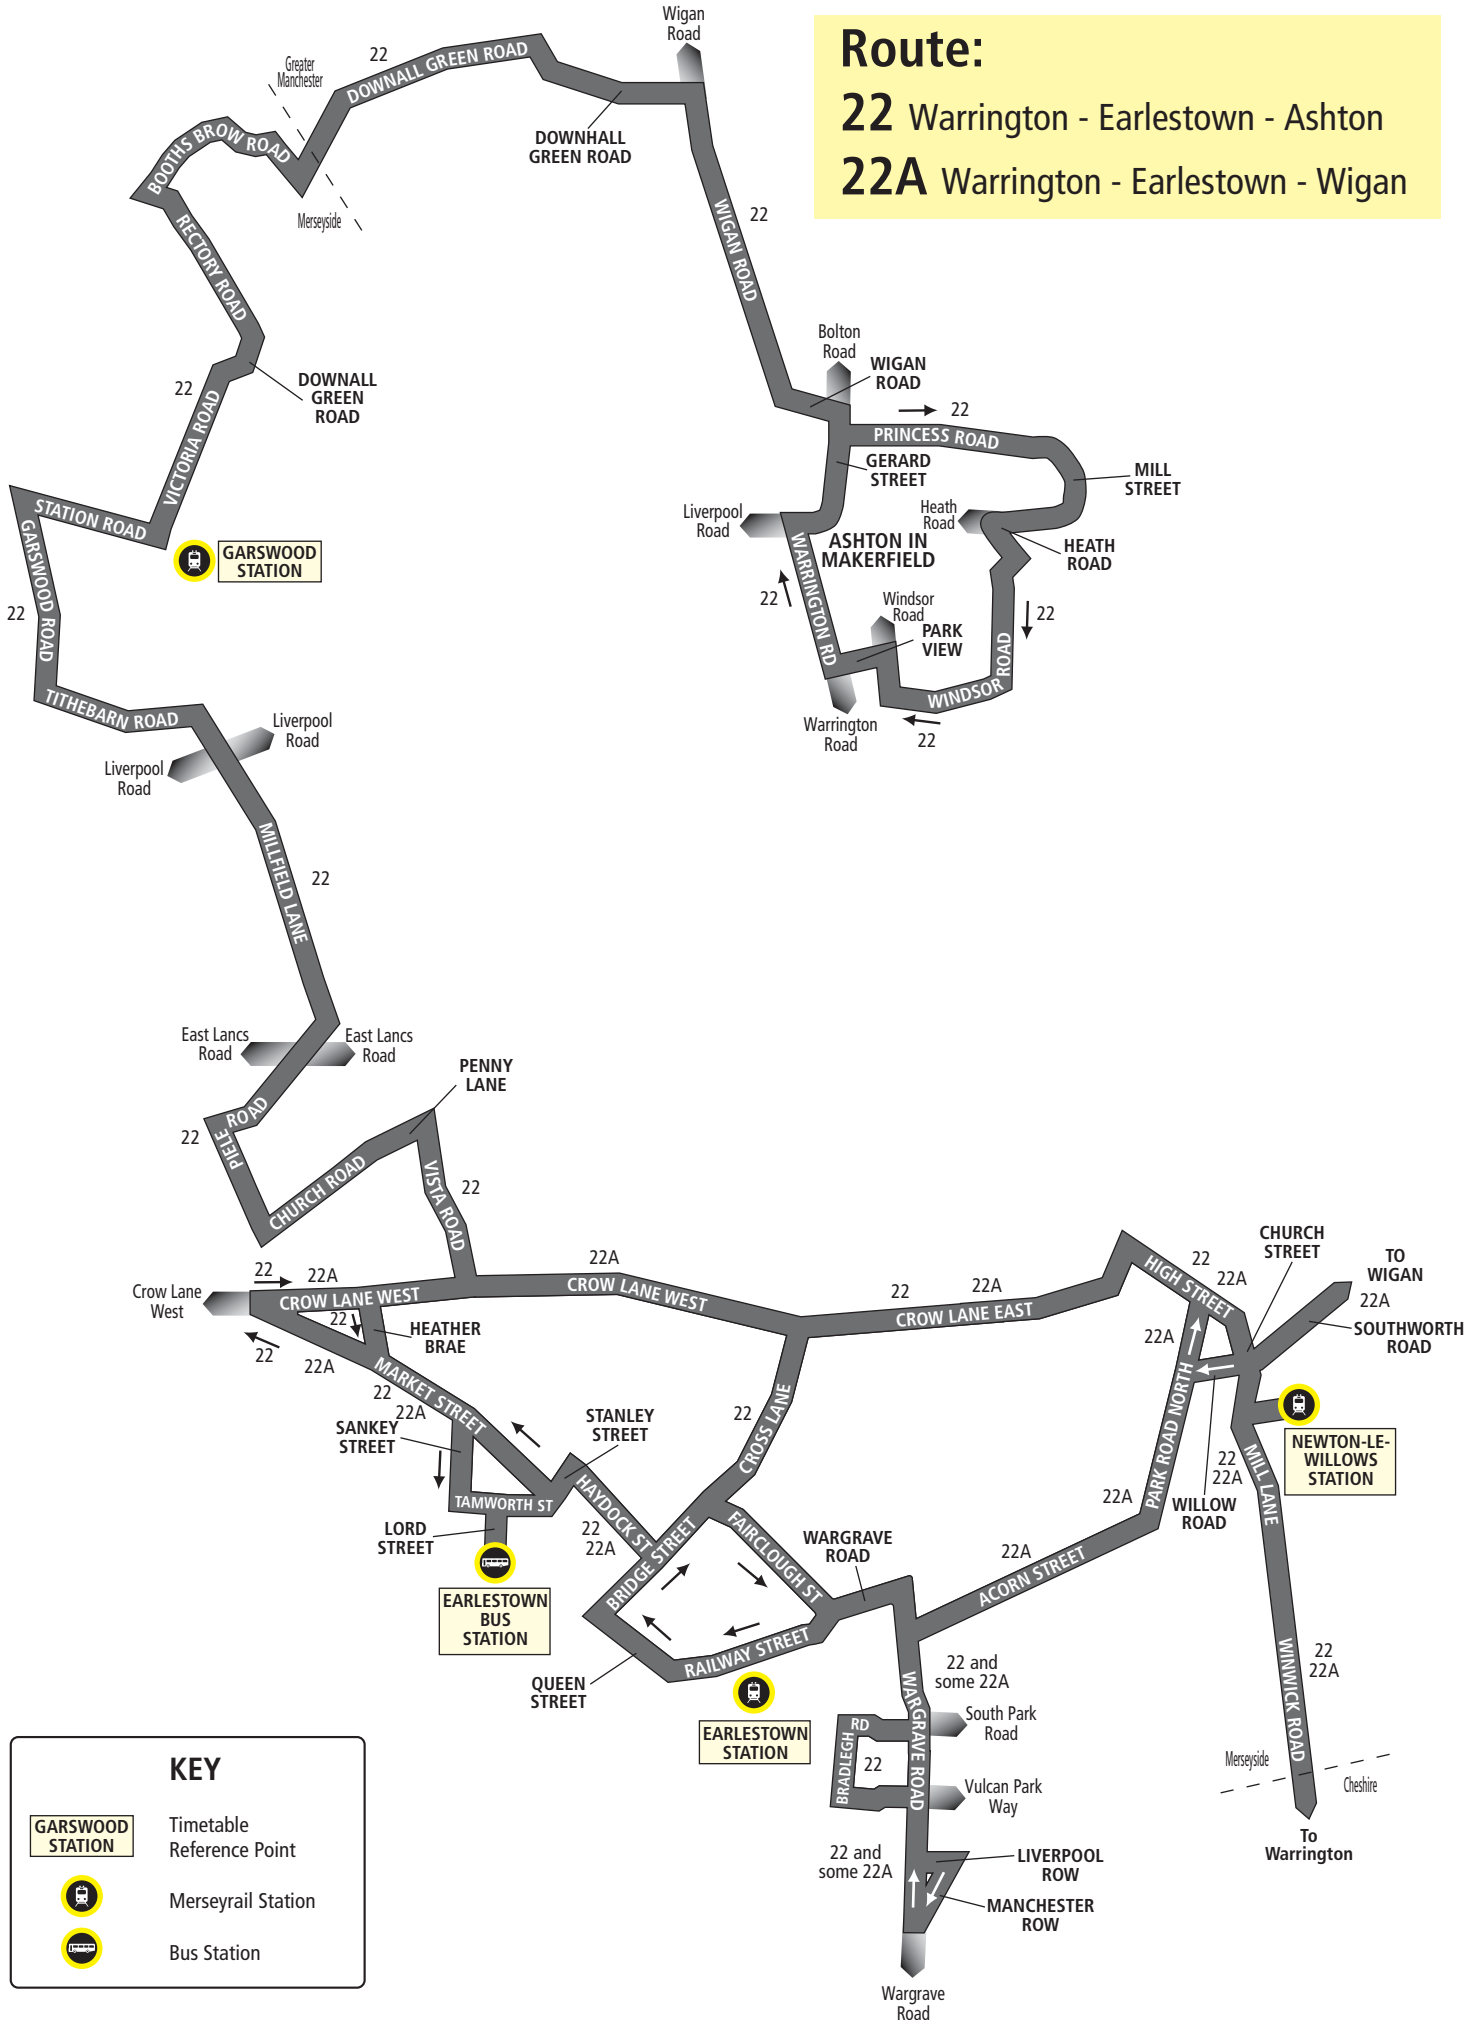 Route:
22 Warrington - Earlestown - Ashton
22A Warrington - Earlestown - Wigan
Wigan
Road
22
DOWNALL GREEN ROAD
Greater
Manchester
DOWNHALL
GREEN ROAD
BOOTHS BROW ROAD
Merseyside
RECTORY ROAD
22
WIGAN ROAD
Bolton
Road
WIGAN
ROAD
DOWNALL
GREEN
ROAD
22
VICTORIA ROAD
22
PRINCESS ROAD
GERARD
STREET
MILL
STREET
STATION ROAD
GARSWOOD
STATION
Liverpool
Road
Heath
Road
ASHTON IN
MAKERFIELD
HEATH
ROAD
GARSWOOD ROAD
22
WARRINGTON RD
22
Windsor
Road
22
PARK
VIEW
WINDSOR ROAD
22
Warrington
Road
TITHEBARN ROAD
Liverpool
Road
Liverpool
Road
MILLFIELD LANE
22
East Lancs
Road
East Lancs
Road
PENNY
LANE
PIELE ROAD
22
CHURCH ROAD
VISTA ROAD
22
CHURCH
STREET
TO
WIGAN
22A
SOUTHWORTH
ROAD
22
22A
HIGH STREET
22A
22
22A
Crow Lane
West
CROW LANE WEST
CROW LANE WEST
22
22A
CROW LANE EAST
22
HEATHER
BRAE
22
22A
22A
MARKET STREET
22
22A
SANKEY
STREET
STANLEY
STREET
22
CROSS LANE
PARK ROAD NORTH
NEWTON-LE-
WILLOWS
STATION
22
22A
MILL LANE
WILLOW
ROAD
22A
TAMWORTH ST
HAYDOCK ST
22
22A
LORD
STREET
BRIDGE STREET
FAIRCLOUGH ST
WARGRAVE
ROAD
22A
ACORN STREET
EARLESTOWN
BUS
STATION
QUEEN
STREET
RAILWAY STREET
EARLESTOWN
STATION
22 and
some 22A
WARGRAVE ROAD
South Park
Road
BRADLEGH RD
22
Vulcan Park
Way
22
22A
WINWICK ROAD
Merseyside
Cheshire
To
Warrington
22 and
some 22A
LIVERPOOL
ROW
MANCHESTER
ROW
Wargrave
Road
KEY
GARSWOOD
STATION
Timetable
Reference Point
Merseyrail Station
Bus Station